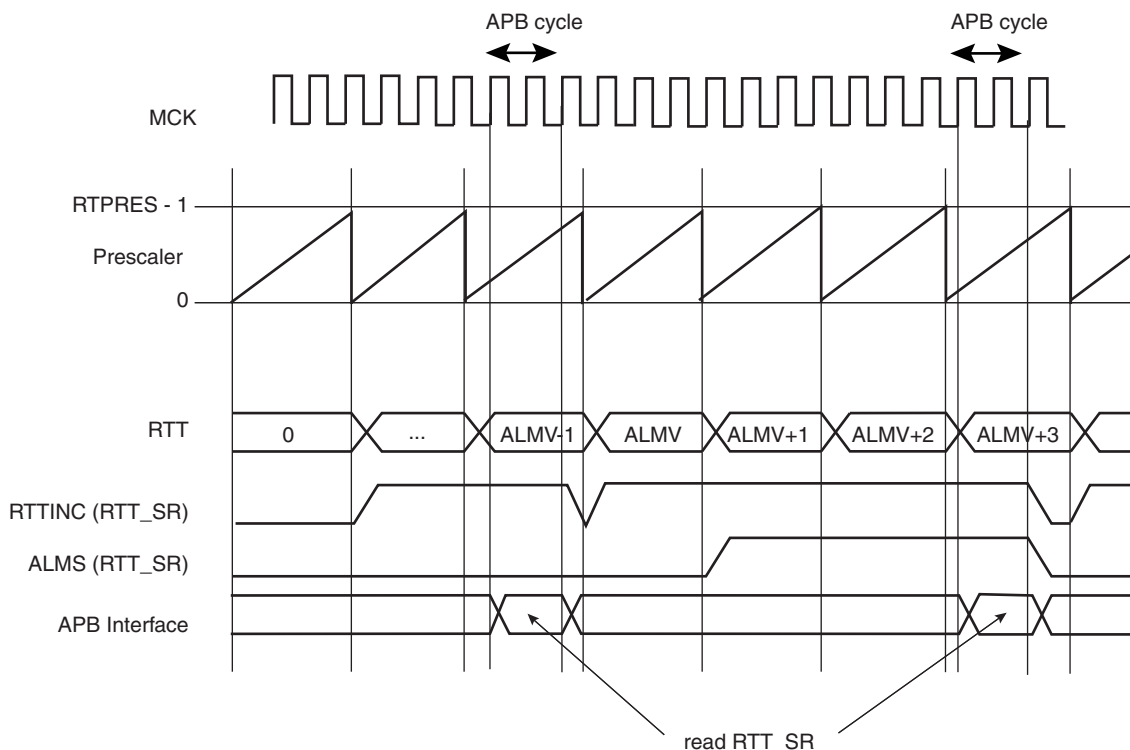 APB cycle APB cycle
MCK
RTPRES - 1
Prescaler
0
RTT 0 ... ALMV-1 ALMV ALMV+1 ALMV+2 ALMV+3
RTTINC (RTT_SR)
ALMS (RTT_SR)
APB Interface
read RTT_SR